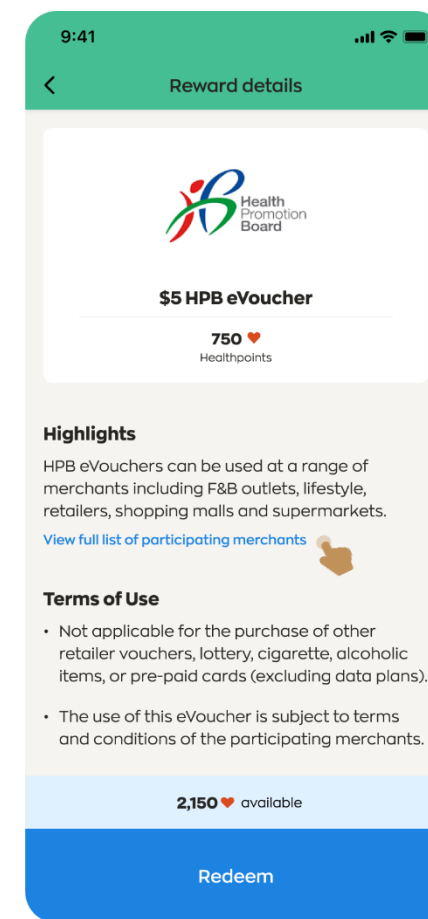 9:41
Reward details
Health
Promotion
Board
$5 HPB eVoucher
750
Healthpoints
Highlights
HPB eVouchers can be used at a range of
merchants including F&B outlets, lifestyle,
retailers, shopping malls and supermarkets.
View full list of participating merchants
Terms of Use
• Not applicable for the purchase of other
retailer vouchers, lottery, cigarette, alcoholic
items, or pre-paid cards (excluding data plans).
• The use of this eVoucher is subject to terms
and conditions of the participating merchants.
2,150 available
Redeem